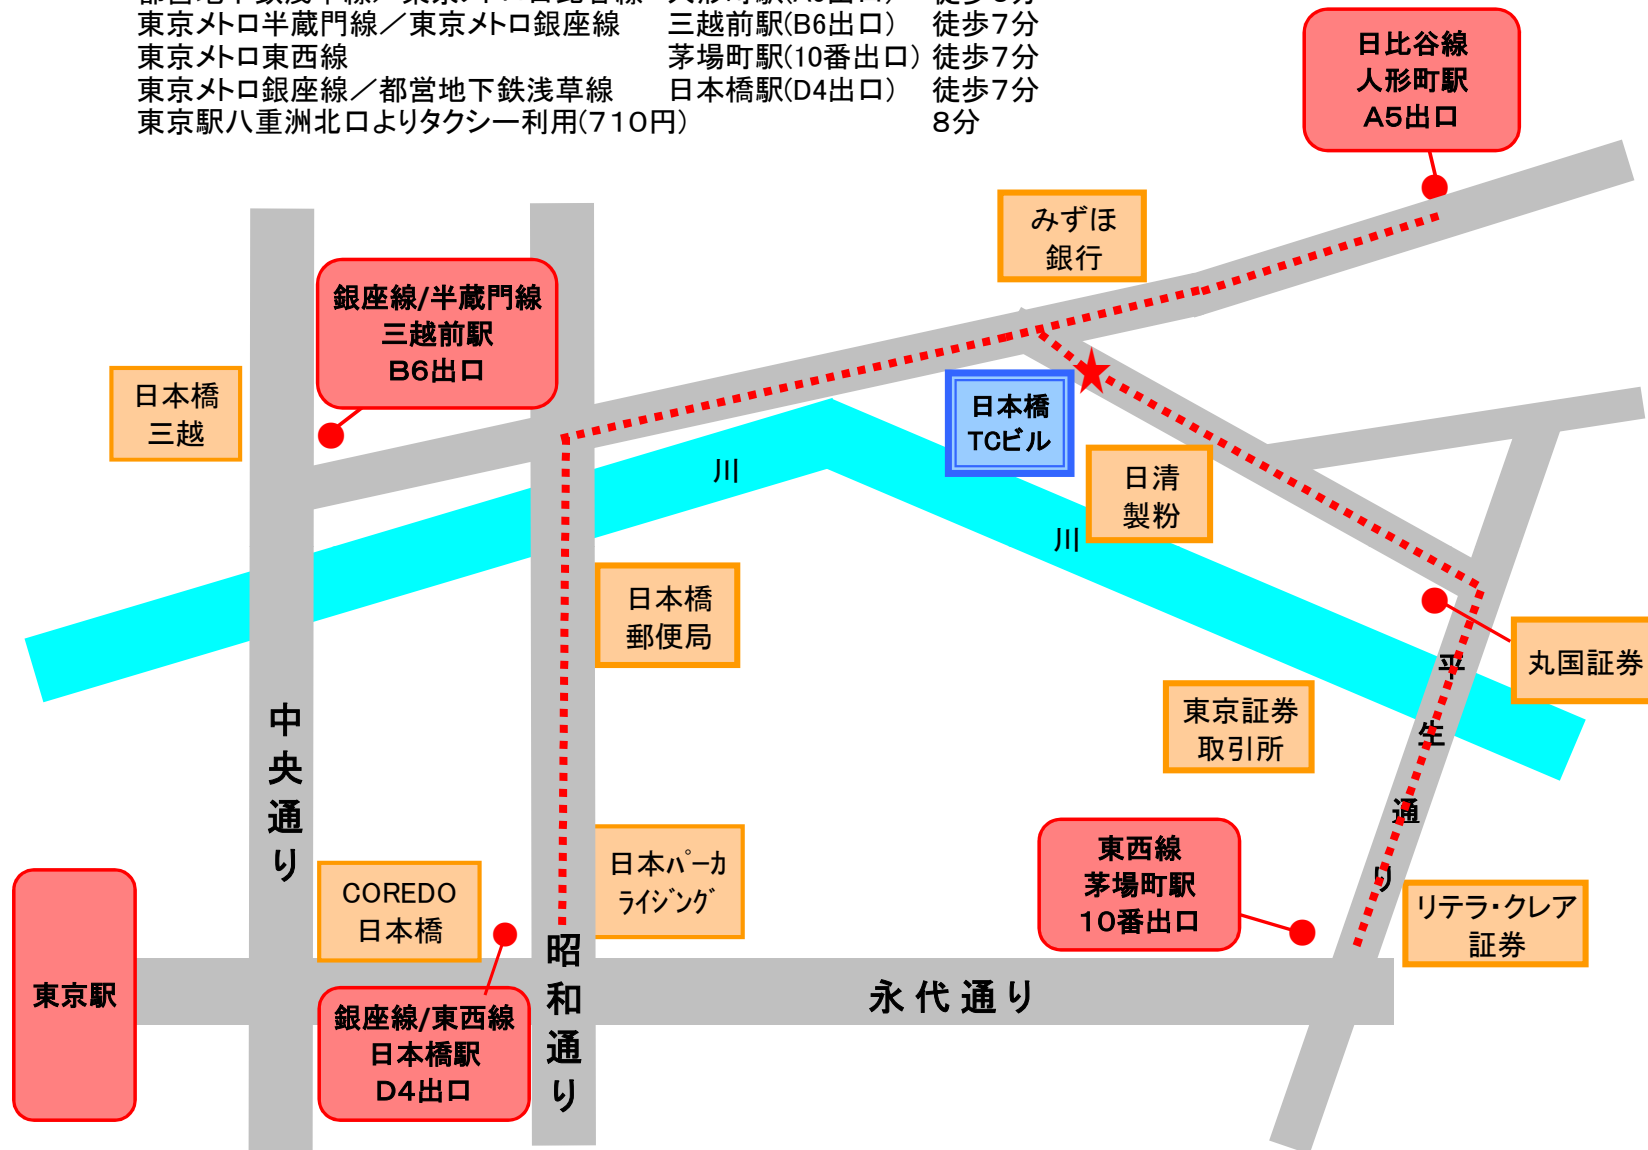 東京メトロ半蔵門線／東京メトロ銀座線 三越前駅(B6出口) 徒歩7分
東京メトロ東西線 茅場町駅(10番出口) 徒歩7分
東京メトロ銀座線／都営地下鉄浅草線 日本橋駅(D4出口) 徒歩7分
東京駅八重洲北口よりタクシー利用(710円) 8分
日比谷線
人形町駅
A5出口
みずほ
銀行
銀座線/半蔵門線
三越前駅
B6出口
日本橋
三越
日本橋
TCビル
川
日清
製粉
川
日本橋
郵便局
丸国証券
東京証券
取引所
中央通り
平生通り
日本パーカ
ライジング
東西線
茅場町駅
10番出口
COREDO
日本橋
リテラ・クレア
証券
昭和通り
東京駅
永代通り
銀座線/東西線
日本橋駅
D4出口